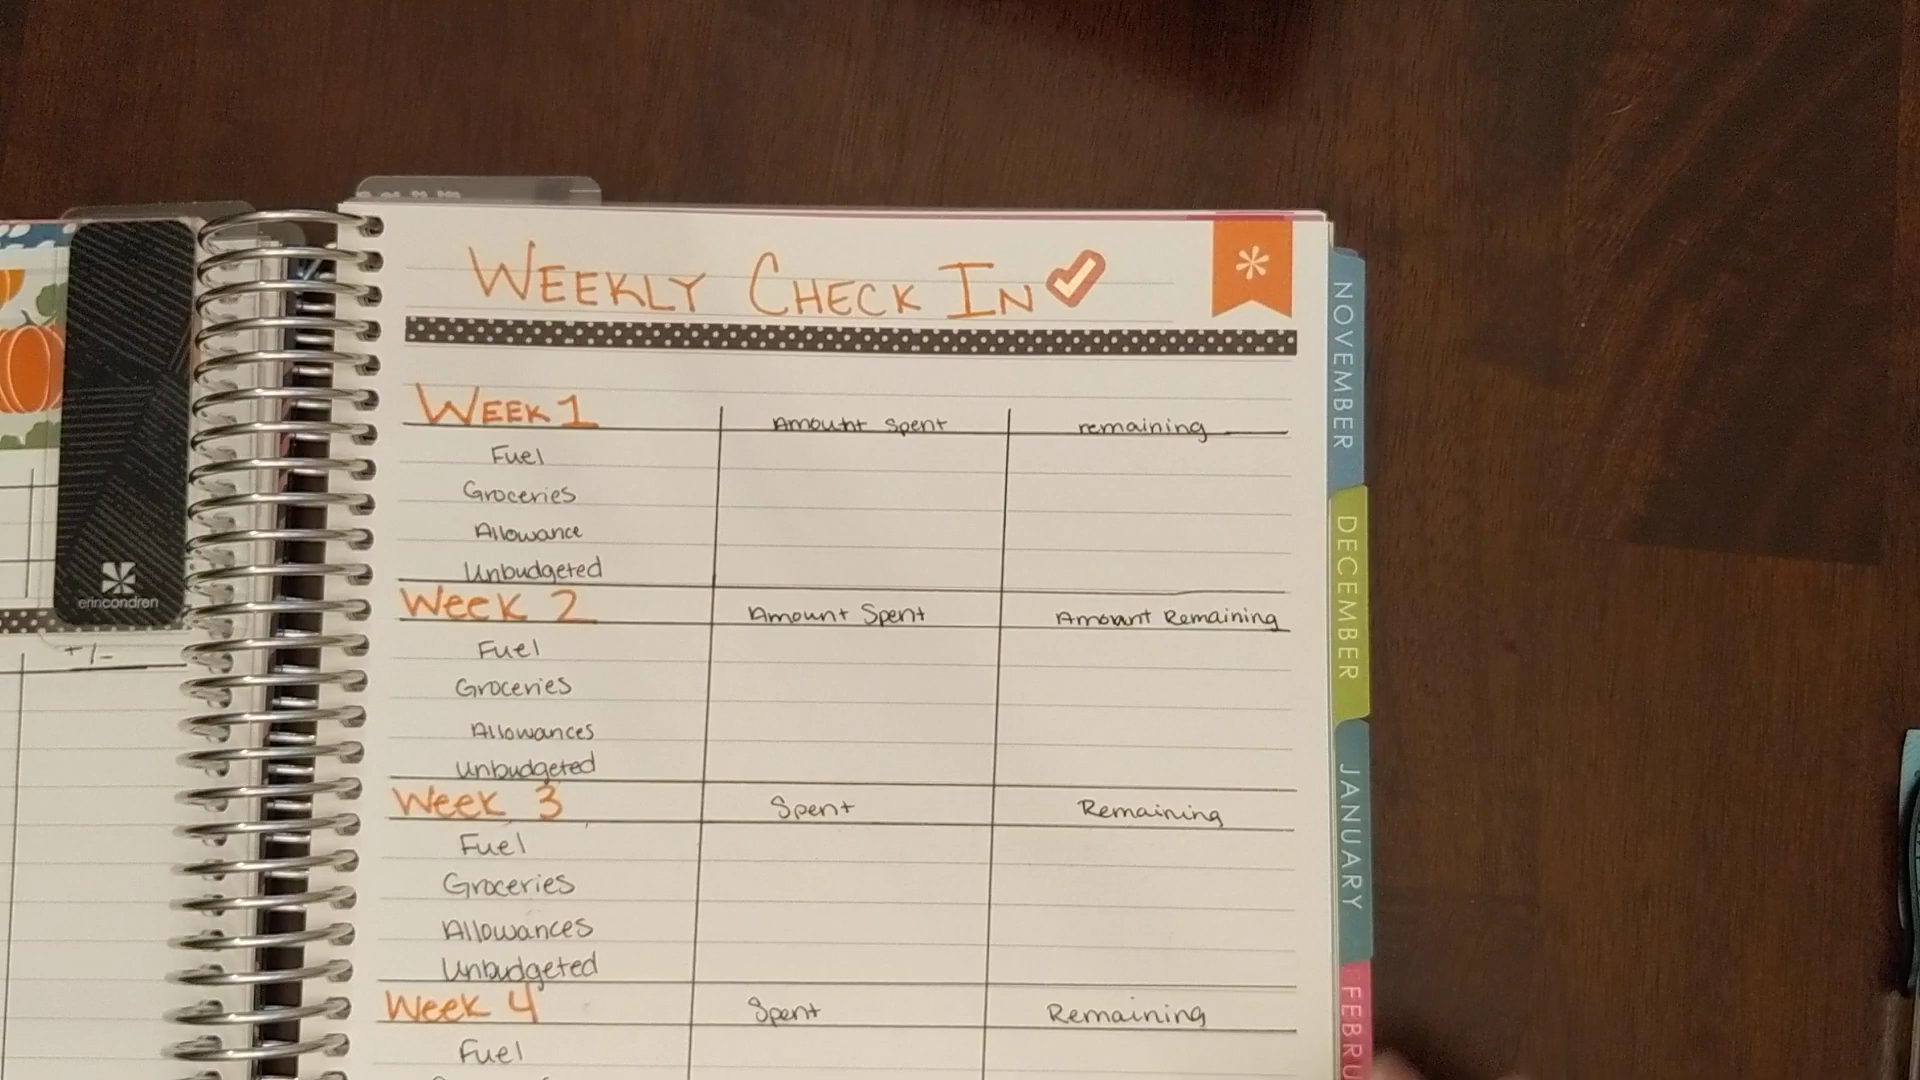 WEEKLY CHECK IN
WEEK 1 Amount Spent remaining
Fuel
Groceries
Allowance
Unbudgeted
Week 2 Amount Spent Amount Remaining
Fuel
Groceries
Allowances
Unbudgeted
Week 3 Spent Remaining
Fuel
Groceries
Allowances
Unbudgeted
Week 4 Spent Remaining
Fuel
erincondren
+/-
NOVEMBER
DECEMBER
JANUARY
FEBRU